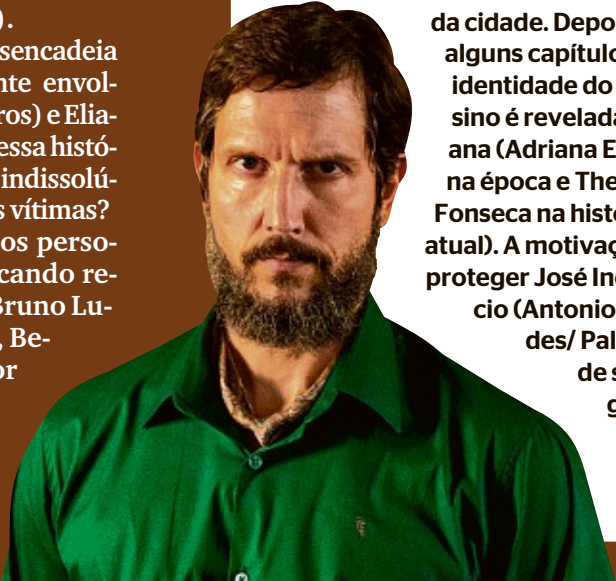 ).
sencadeia
nte envol-
ros) e Elia-
essa histó-
indissolú-
s vítimas?
os perso-
cando re-
Bruno Lu-
, Be-
or
da cidade. Depo
alguns capítulo
identidade do
sino é revelada
ana (Adriana E
na época e The
Fonseca na histó
atual). A motivaç
proteger José Ino
cio (Antonio
des/ Pal
de s
g